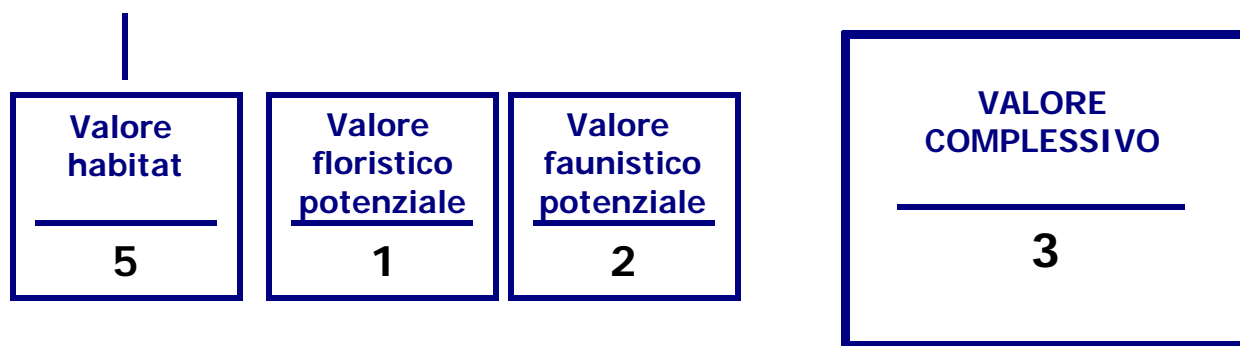 Valore
habitat
5
Valore
floristico
potenziale
1
Valore
faunistico
potenziale
2
VALORE
COMPLESSIVO
3